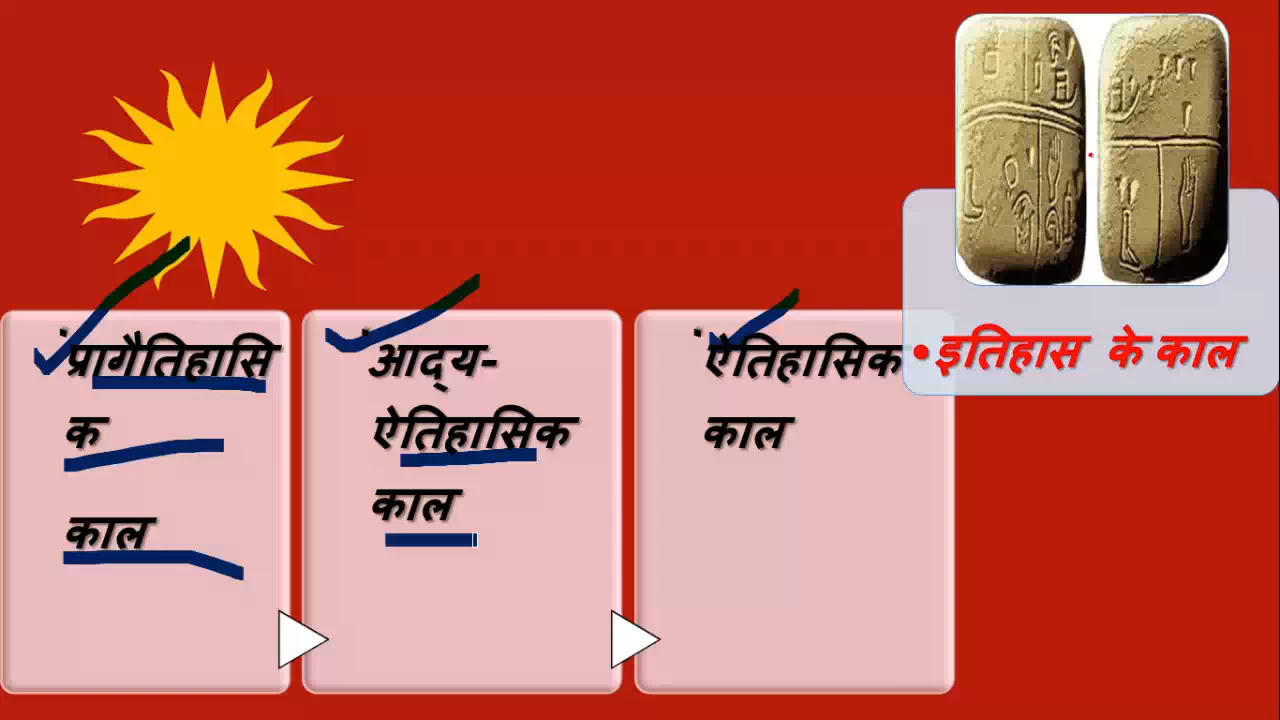 प्रागैतिहासि
क
काल
आद्य-
ऐतिहासिक
काल
ऐतिहासिक
काल
•इतिहास के काल